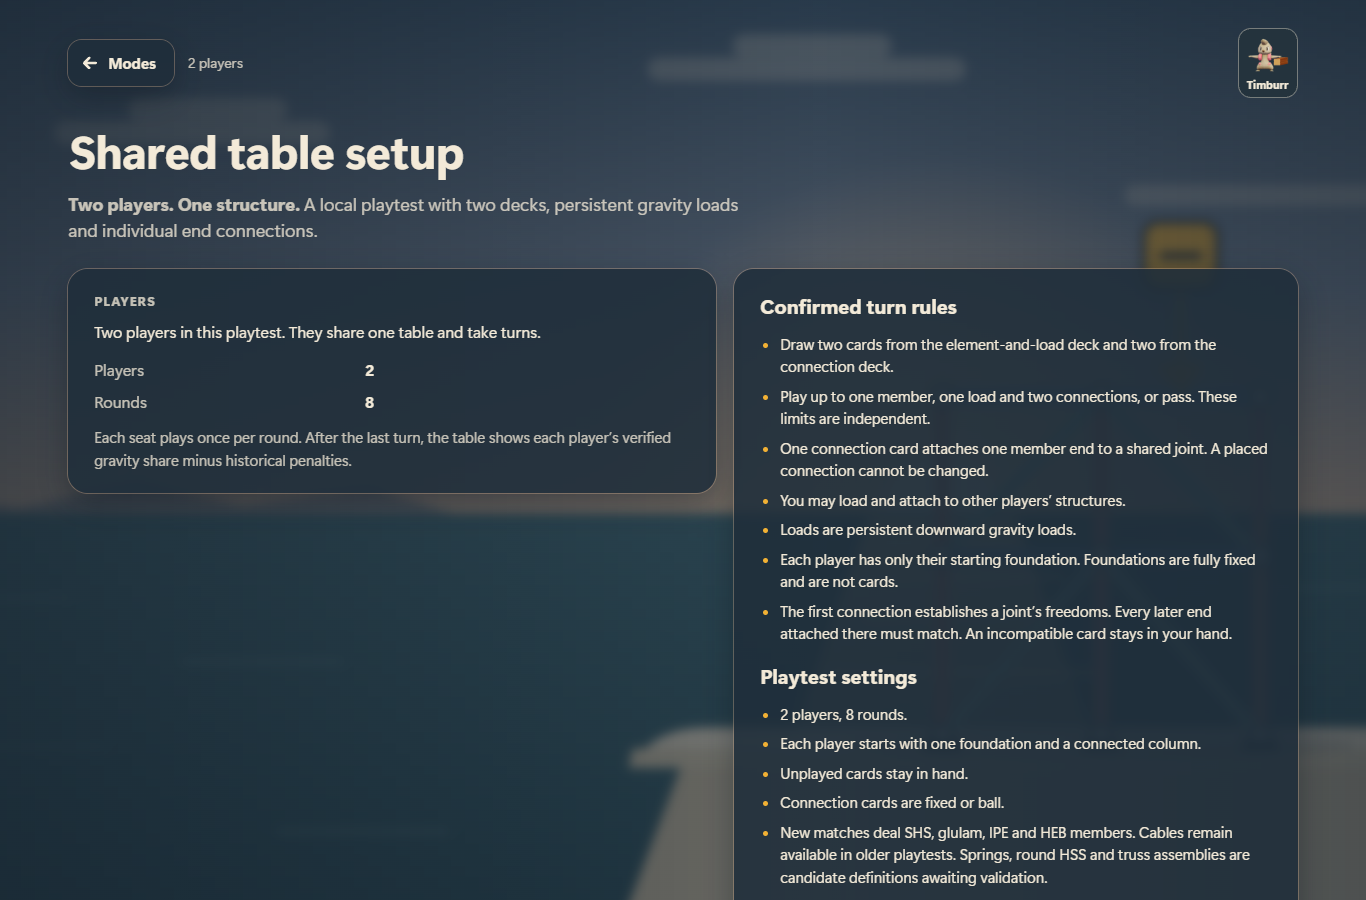 Modes
2 players
Timburr
Shared table setup
Two players. One structure. A local playtest with two decks, persistent gravity loads
and individual end connections.
PLAYERS
Two players in this playtest. They share one table and take turns.
Players 2
Rounds 8
Each seat plays once per round. After the last turn, the table shows each player’s verified
gravity share minus historical penalties.
Confirmed turn rules
Draw two cards from the element-and-load deck and two from the
connection deck.
Play up to one member, one load and two connections, or pass. These
limits are independent.
One connection card attaches one member end to a shared joint. A placed
connection cannot be changed.
You may load and attach to other players’ structures.
Loads are persistent downward gravity loads.
Each player has only their starting foundation. Foundations are fully fixed
and are not cards.
The first connection establishes a joint’s freedoms. Every later end
attached there must match. An incompatible card stays in your hand.
Playtest settings
2 players, 8 rounds.
Each player starts with one foundation and a connected column.
Unplayed cards stay in hand.
Connection cards are fixed or ball.
New matches deal SHS, glulam, IPE and HEB members. Cables remain
available in older playtests. Springs, round HSS and truss assemblies are
candidate definitions awaiting validation.